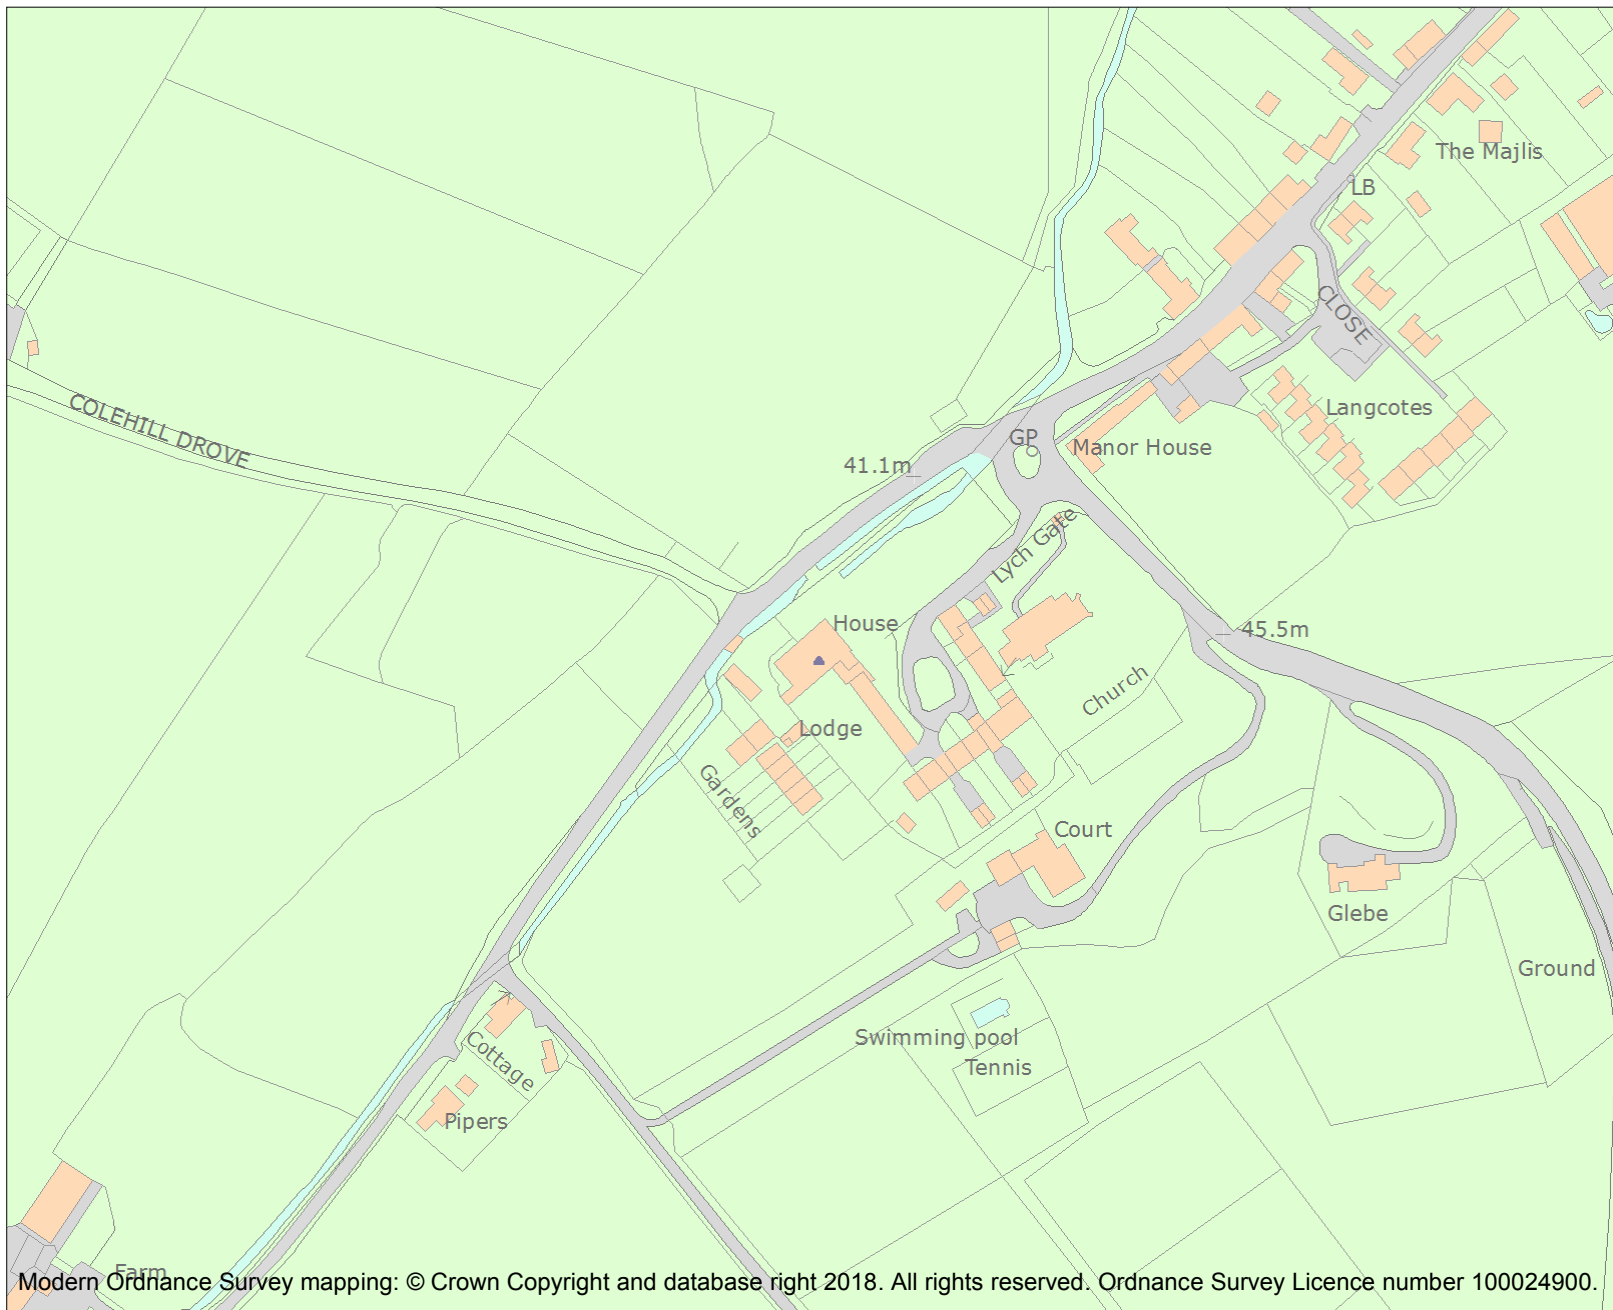 The Majlis
LB
CLOSE
COLEHILL DROVE
Langcotes
GP
Manor House
41.1m
Lych Gate
House
45.5m
Church
Lodge
Gardens
Court
Glebe
Ground
Swimming pool
Tennis
Cottage
Pipers
Farm
Modern Ordnance Survey mapping: © Crown Copyright and database right 2018. All rights reserved. Ordnance Survey Licence number 100024900.